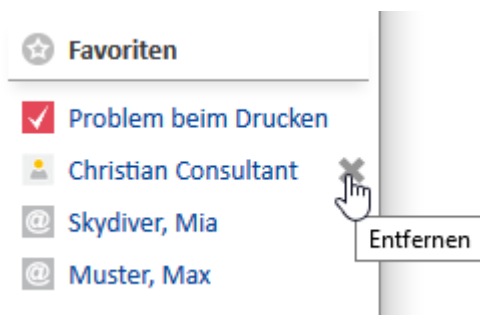 Favoriten
Problem beim Drucken
Christian Consultant
Skydiver, Mia
Entfernen
Muster, Max